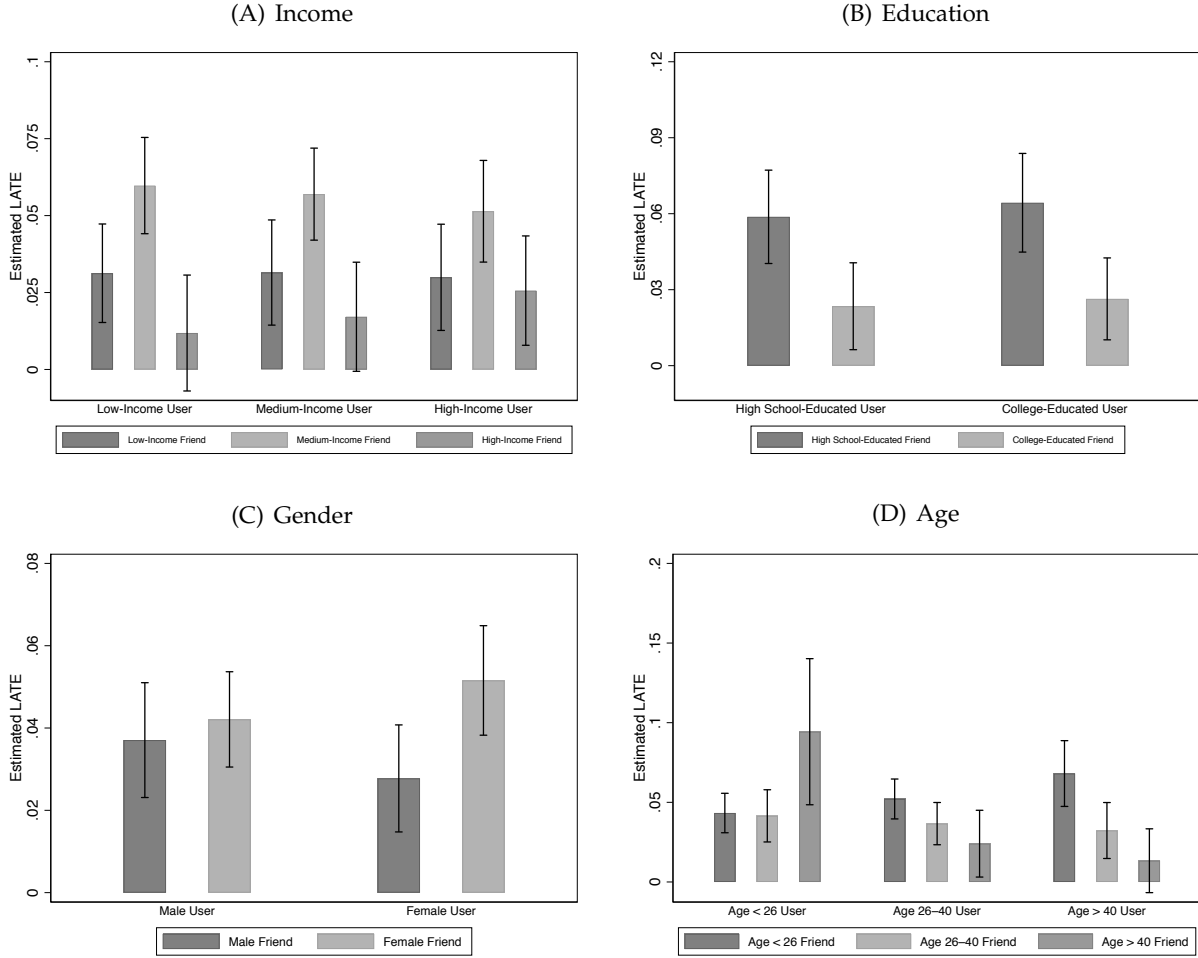 (A) Income
Estimated LATE
.1
.075
.05
.025
0
Low-Income User Medium-Income User High-Income User
Low-Income Friend Medium-Income Friend High-Income Friend
(B) Education
Estimated LATE
.12
.09
.06
.03
0
High School-Educated User College-Educated User
High School-Educated Friend College-Educated Friend
(C) Gender
Estimated LATE
.08
.06
.04
.02
0
Male User Female User
Male Friend Female Friend
(D) Age
Estimated LATE
.2
.15
.1
.05
0
Age < 26 User Age 26–40 User Age > 40 User
Age < 26 Friend Age 26–40 Friend Age > 40 Friend